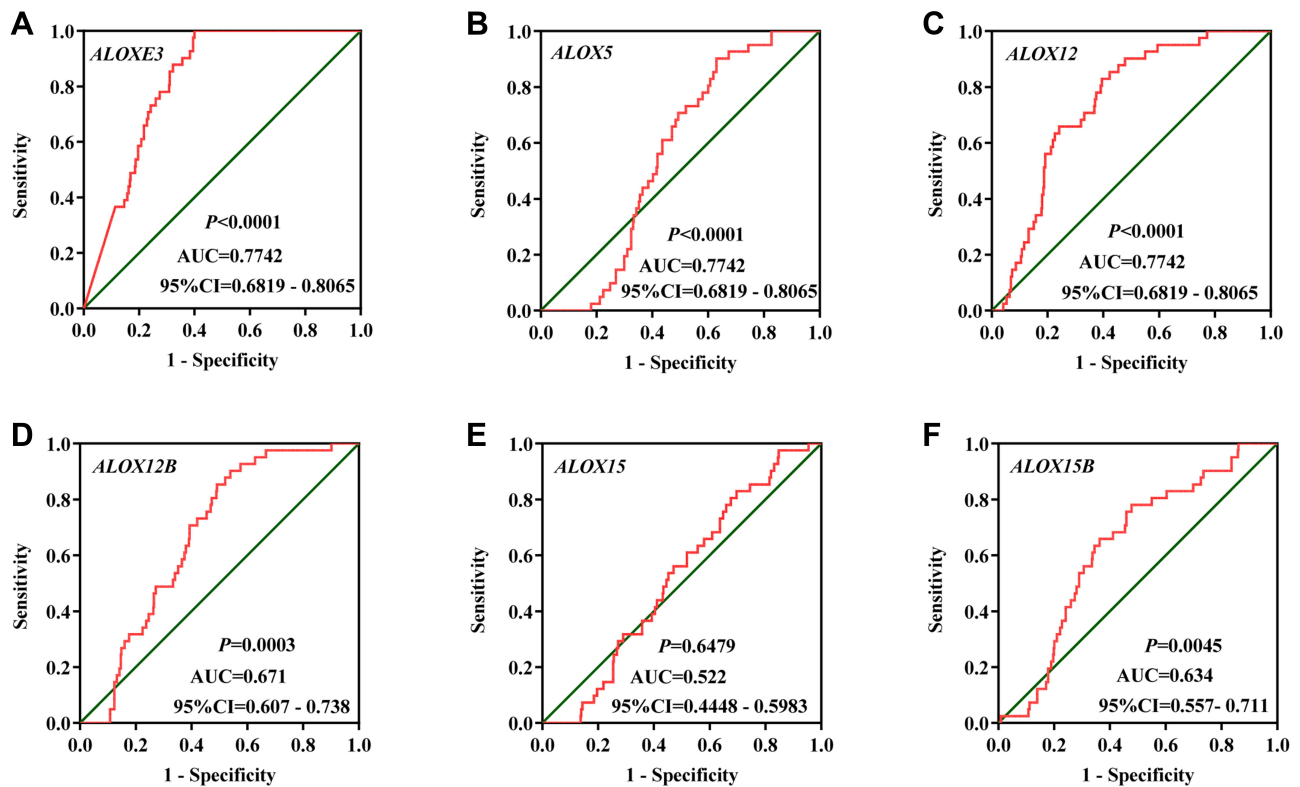 A
ALOXE3
1.0
0.8
0.6
0.4
0.2
0.0
Sensitivity
P<0.0001
AUC=0.7742
95%CI=0.6819 - 0.8065
0.0 0.2 0.4 0.6 0.8 1.0
1 - Specificity
B
ALOX5
1.0
0.8
0.6
0.4
0.2
0.0
Sensitivity
P<0.0001
AUC=0.7742
95%CI=0.6819 - 0.8065
0.0 0.2 0.4 0.6 0.8 1.0
1 - Specificity
C
ALOX12
1.0
0.8
0.6
0.4
0.2
0.0
Sensitivity
P<0.0001
AUC=0.7742
95%CI=0.6819 - 0.8065
0.0 0.2 0.4 0.6 0.8 1.0
1 - Specificity
D
ALOX12B
1.0
0.8
0.6
0.4
0.2
0.0
Sensitivity
P=0.0003
AUC=0.671
95%CI=0.607 - 0.738
0.0 0.2 0.4 0.6 0.8 1.0
1 - Specificity
E
ALOX15
1.0
0.8
0.6
0.4
0.2
0.0
Sensitivity
P=0.6479
AUC=0.522
95%CI=0.4448 - 0.5983
0.0 0.2 0.4 0.6 0.8 1.0
1 - Specificity
F
ALOX15B
1.0
0.8
0.6
0.4
0.2
0.0
Sensitivity
P=0.0045
AUC=0.634
95%CI=0.557- 0.711
0.0 0.2 0.4 0.6 0.8 1.0
1 - Specificity